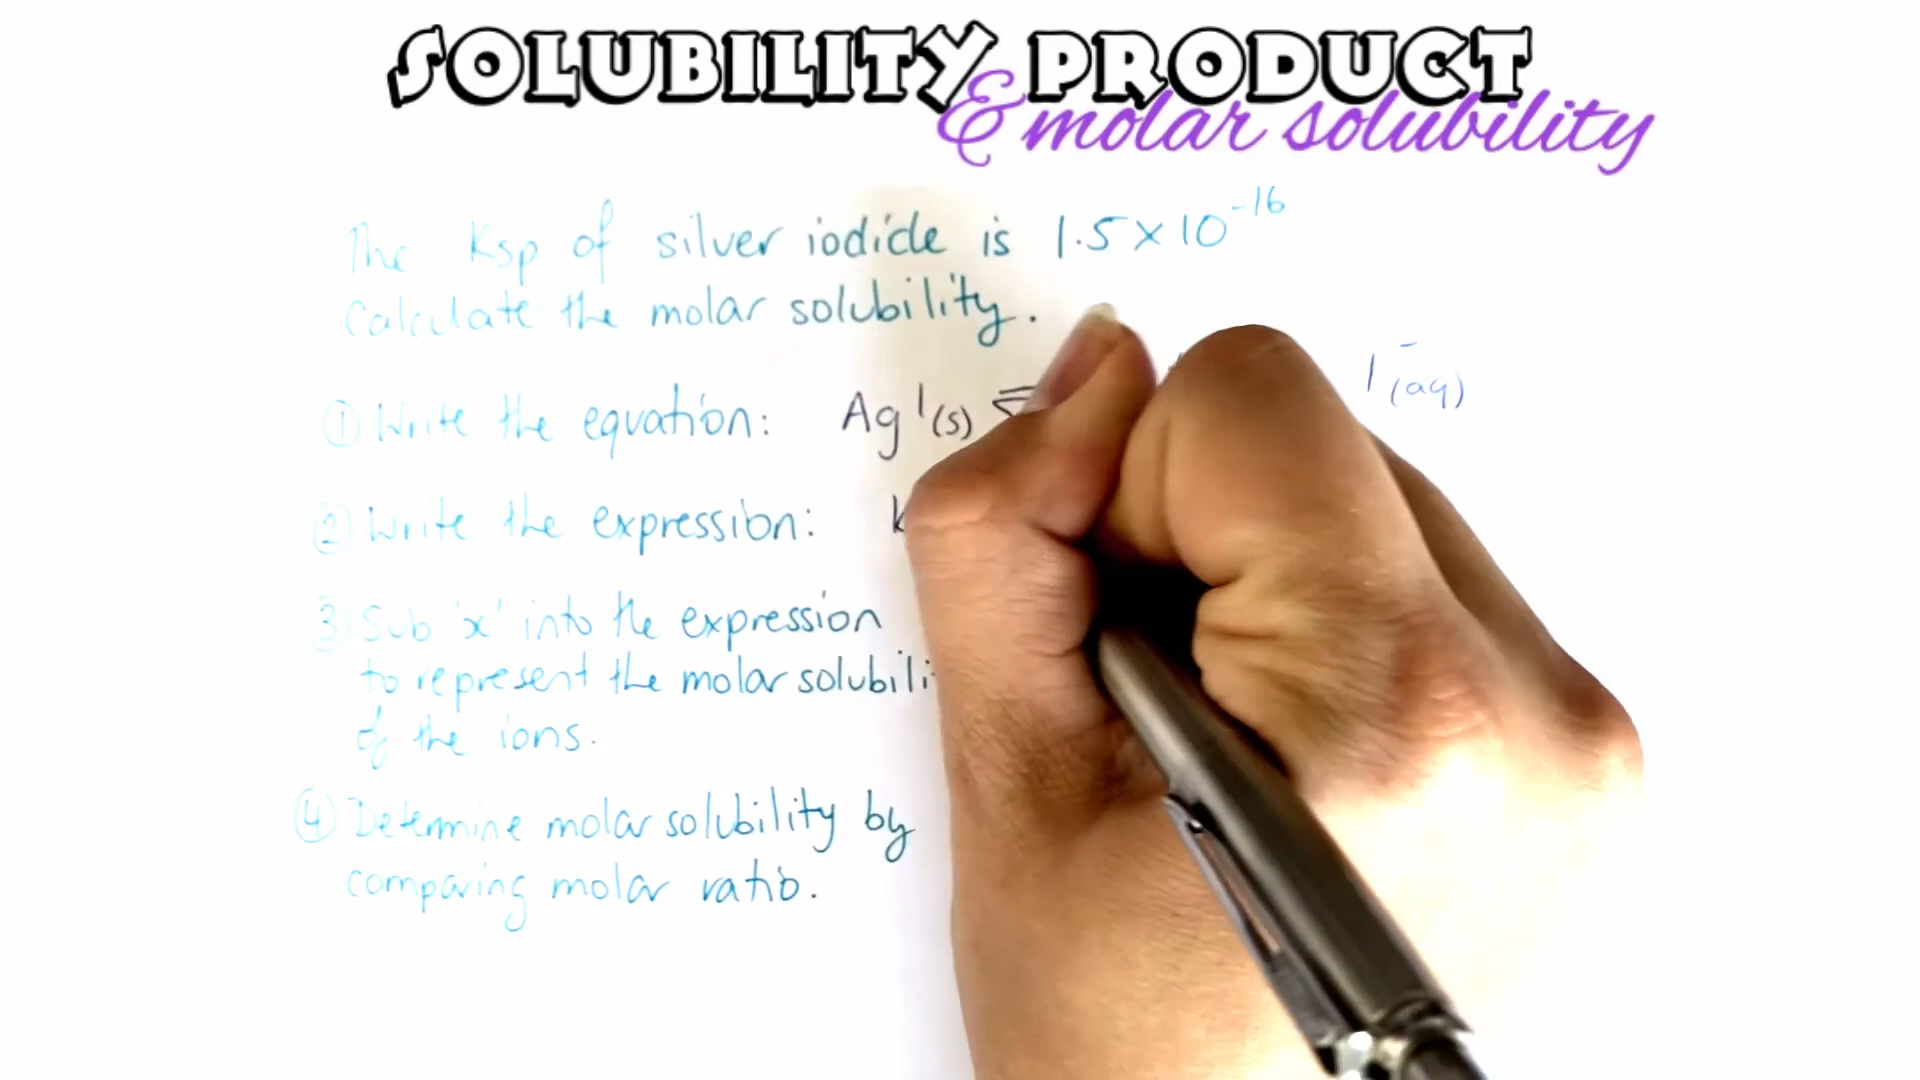 SOLUBILITY PRODUCT
& molar solubility
The Ksp of silver iodide is 1.5 × 10⁻¹⁶
Calculate the molar solubility.
① Write the equation: AgI(s) ⇌ I⁻(aq)
② Write the expression: k
③ Sub 'x' into the expression
to represent the molar solubili
of the ions.
④ Determine molar solubility by
comparing molar ratio.